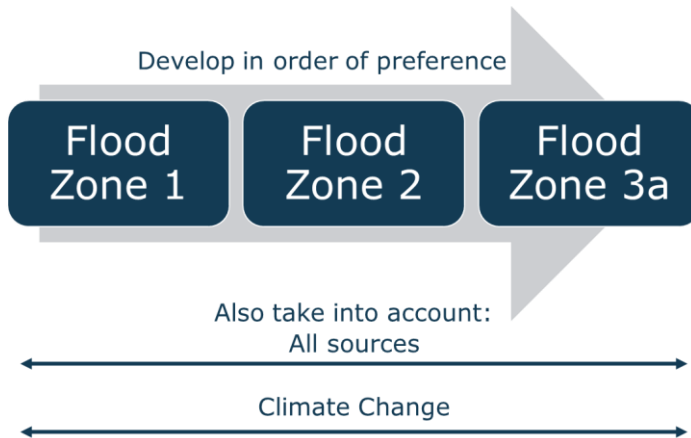 Develop in order of preference
Flood
Zone 1
Flood
Zone 2
Flood
Zone 3a
Also take into account:
All sources
Climate Change